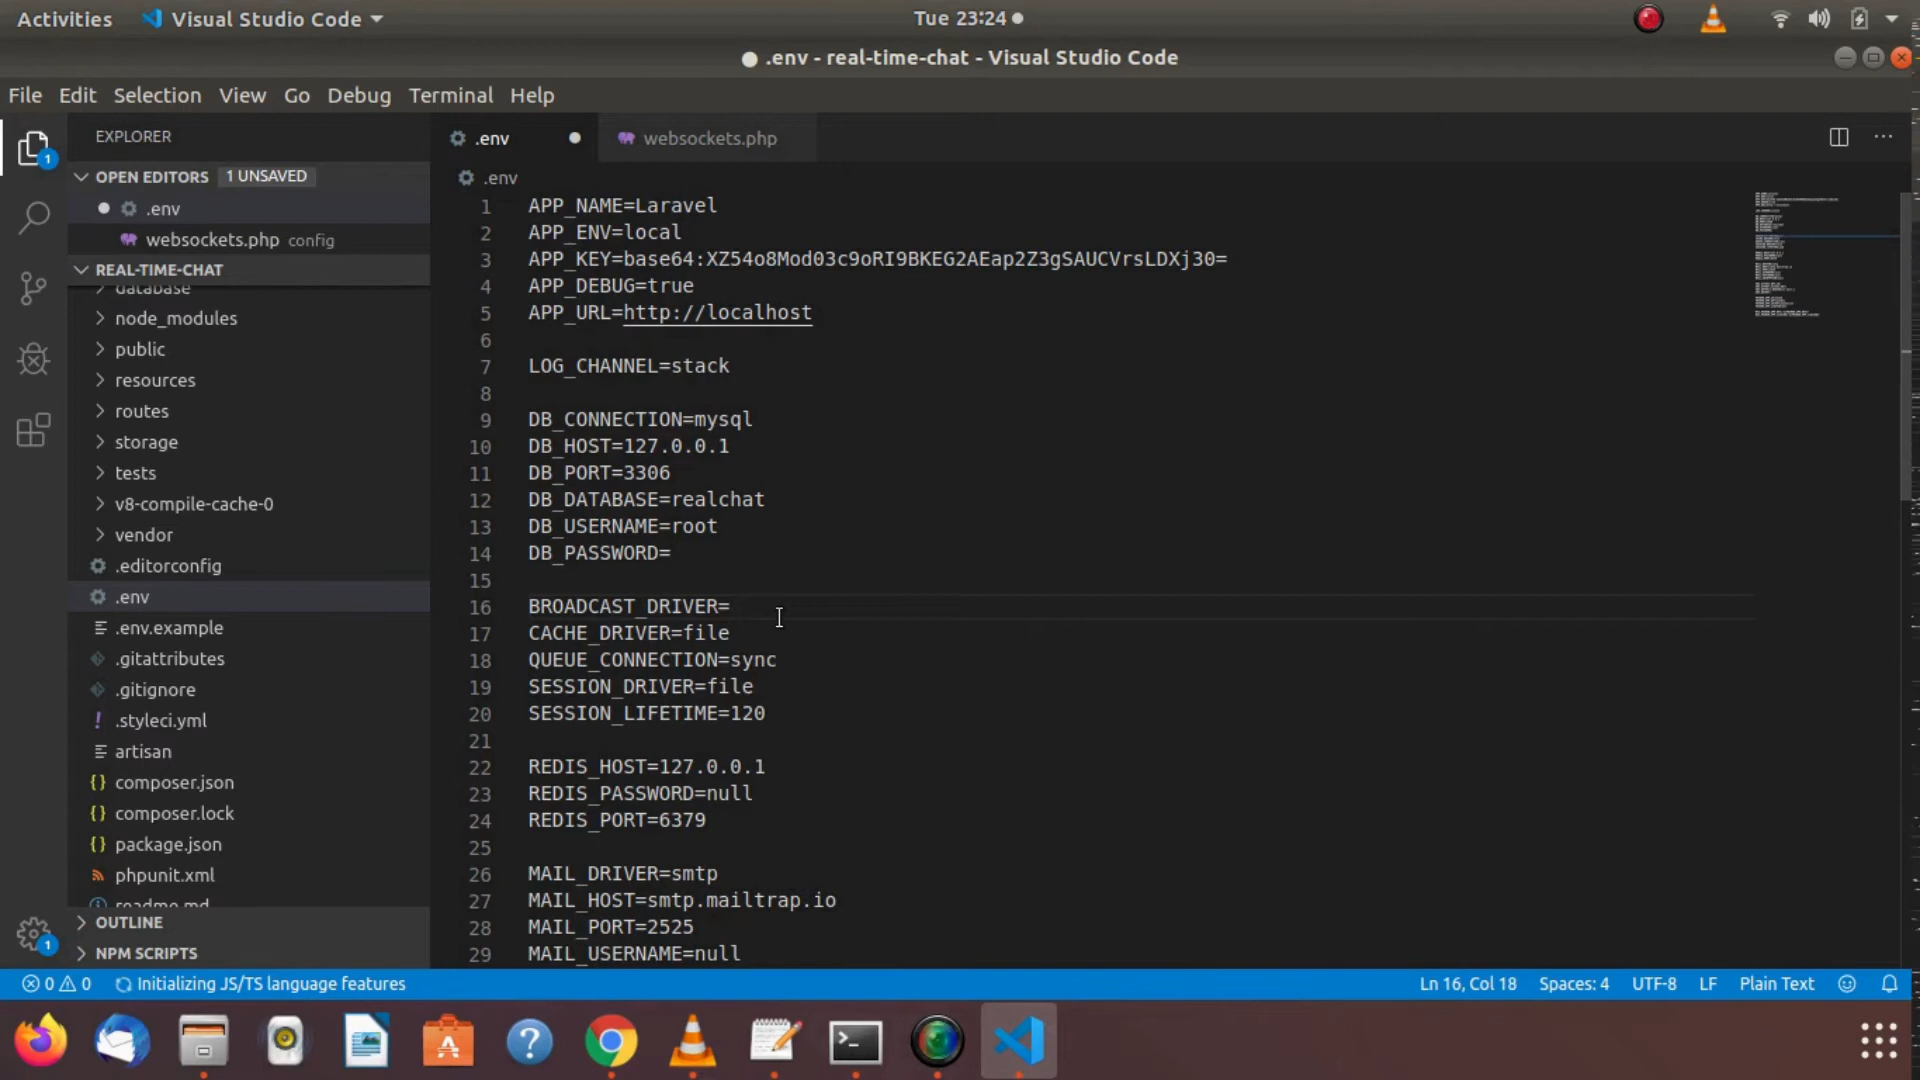 Activities
Visual Studio Code
Tue 23:24
.env - real-time-chat - Visual Studio Code
File Edit Selection View Go Debug Terminal Help
EXPLORER
OPEN EDITORS 1 UNSAVED
.env
websockets.php config
REAL-TIME-CHAT
database
node_modules
public
resources
routes
storage
tests
v8-compile-cache-0
vendor
.editorconfig
.env
.env.example
.gitattributes
.gitignore
.styleci.yml
artisan
composer.json
composer.lock
package.json
phpunit.xml
readme.md
OUTLINE
NPM SCRIPTS
1
1
.env
websockets.php
.env
1 APP_NAME=Laravel
2 APP_ENV=local
3 APP_KEY=base64:XZ54o8Mod03c9oRI9BKEG2AEap2Z3gSAUCVrsLDXj30=
4 APP_DEBUG=true
5 APP_URL=http://localhost
6
7 LOG_CHANNEL=stack
8
9 DB_CONNECTION=mysql
10 DB_HOST=127.0.0.1
11 DB_PORT=3306
12 DB_DATABASE=realchat
13 DB_USERNAME=root
14 DB_PASSWORD=
15
16 BROADCAST_DRIVER=
17 CACHE_DRIVER=file
18 QUEUE_CONNECTION=sync
19 SESSION_DRIVER=file
20 SESSION_LIFETIME=120
21
22 REDIS_HOST=127.0.0.1
23 REDIS_PASSWORD=null
24 REDIS_PORT=6379
25
26 MAIL_DRIVER=smtp
27 MAIL_HOST=smtp.mailtrap.io
28 MAIL_PORT=2525
29 MAIL_USERNAME=null
0 0 Initializing JS/TS language features
Ln 16, Col 18 Spaces: 4 UTF-8 LF Plain Text